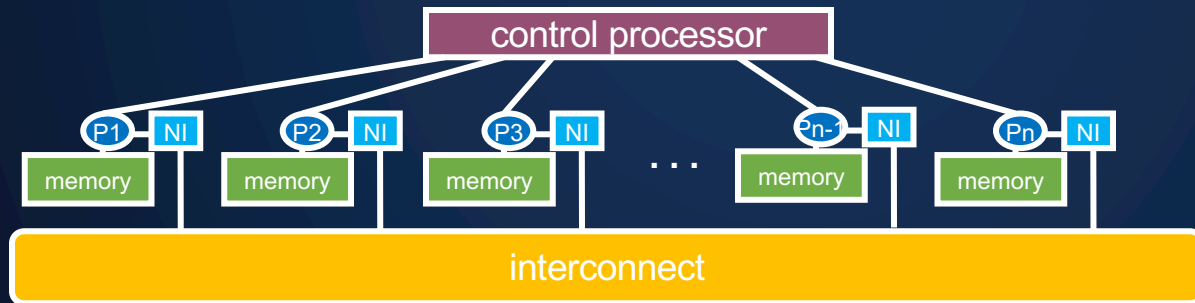 control processor
P1 NI P2 NI P3 NI Pn-1 NI Pn NI
memory memory memory . . . memory memory
interconnect